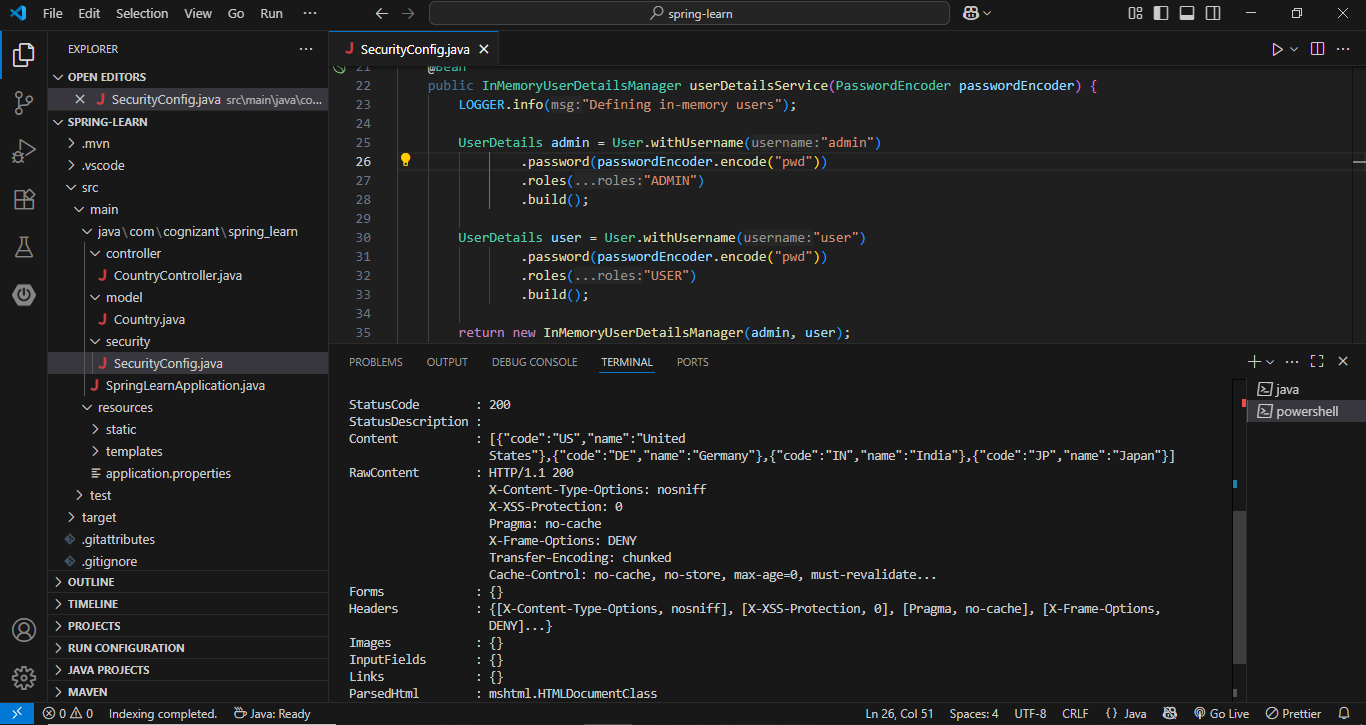 File Edit Selection View Go Run ··· spring-learn
EXPLORER
OPEN EDITORS
SecurityConfig.java src\main\java\co...
SPRING-LEARN
.mvn
.vscode
src
main
java\com\cognizant\spring_learn
controller
CountryController.java
model
Country.java
security
SecurityConfig.java
SpringLearnApplication.java
resources
static
templates
application.properties
test
target
.gitattributes
.gitignore
OUTLINE
TIMELINE
PROJECTS
RUN CONFIGURATION
JAVA PROJECTS
MAVEN
SecurityConfig.java
21 @Bean
22 public InMemoryUserDetailsManager userDetailsService(PasswordEncoder passwordEncoder) {
23 LOGGER.info(msg:"Defining in-memory users");
24
25 UserDetails admin = User.withUsername(username:"admin")
26 .password(passwordEncoder.encode("pwd"))
27 .roles(...roles:"ADMIN")
28 .build();
29
30 UserDetails user = User.withUsername(username:"user")
31 .password(passwordEncoder.encode("pwd"))
32 .roles(...roles:"USER")
33 .build();
34
35 return new InMemoryUserDetailsManager(admin, user);
PROBLEMS OUTPUT DEBUG CONSOLE TERMINAL PORTS
java
powershell
StatusCode : 200
StatusDescription :
Content : [{"code":"US","name":"United
States"},{"code":"DE","name":"Germany"},{"code":"IN","name":"India"},{"code":"JP","name":"Japan"}]
RawContent : HTTP/1.1 200
X-Content-Type-Options: nosniff
X-XSS-Protection: 0
Pragma: no-cache
X-Frame-Options: DENY
Transfer-Encoding: chunked
Cache-Control: no-cache, no-store, max-age=0, must-revalidate...
Forms : {}
Headers : {[X-Content-Type-Options, nosniff], [X-XSS-Protection, 0], [Pragma, no-cache], [X-Frame-Options,
DENY]...}
Images : {}
InputFields : {}
Links : {}
ParsedHtml : mshtml.HTMLDocumentClass
0 0 Indexing completed. Java: Ready Ln 26, Col 51 Spaces: 4 UTF-8 CRLF {} Java Go Live Prettier